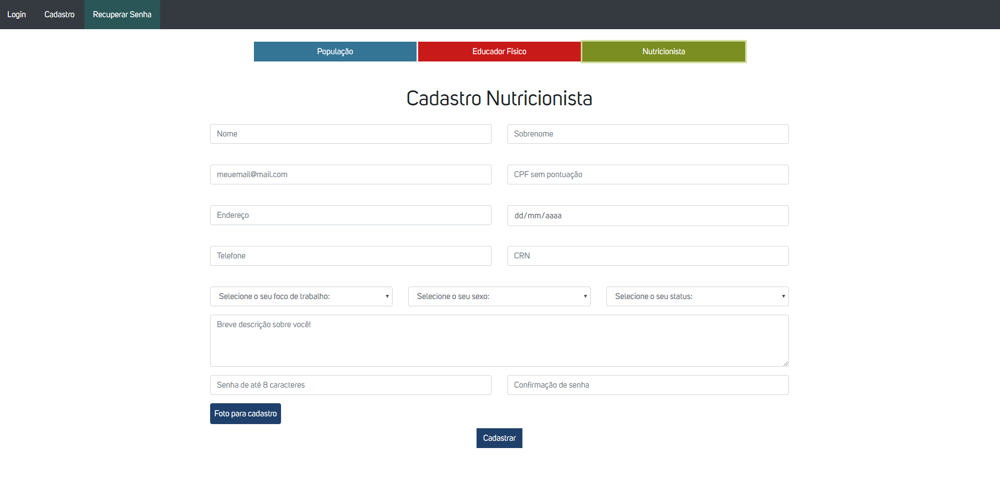 Login Cadastro Recuperar Senha
População Educador Físico Nutricionista
Cadastro Nutricionista
Nome Sobrenome
meuemail@mail.com CPF sem pontuação
Endereço dd/mm/aaaa
Telefone CRN
Selecione o seu foco de trabalho: Selecione o seu sexo: Selecione o seu status:
Breve descrição sobre você!
Senha de até 8 caracteres Confirmação de senha
Foto para cadastro
Cadastrar